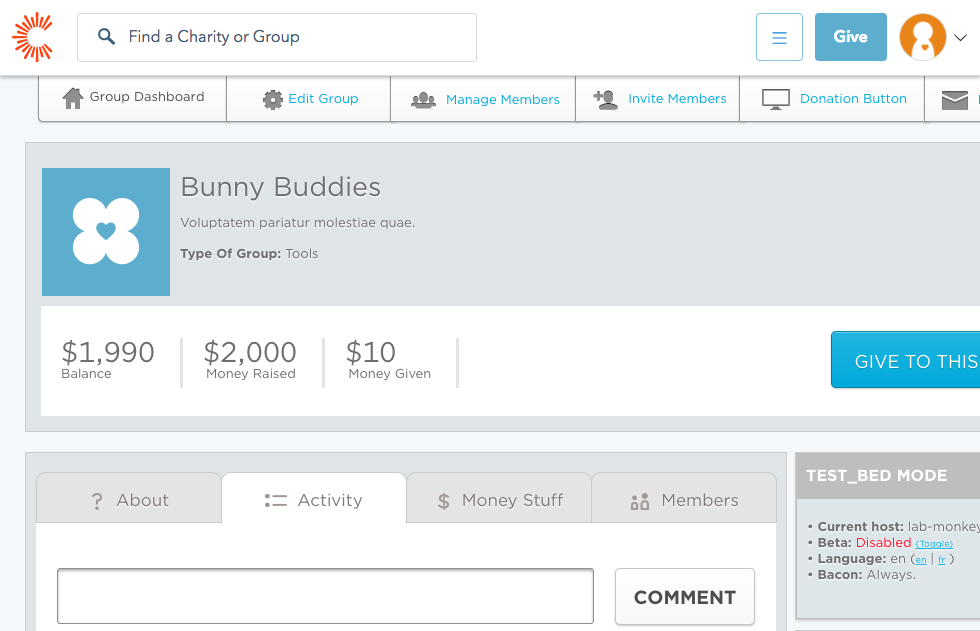 Find a Charity or Group
Give
Group Dashboard
Edit Group
Manage Members
Invite Members
Donation Button
Bunny Buddies
Voluptatem pariatur molestiae quae.
Type Of Group: Tools
$1,990
Balance
$2,000
Money Raised
$10
Money Given
GIVE TO THIS
? About
Activity
$ Money Stuff
Members
COMMENT
TEST_BED MODE
• Current host: lab-monkey
• Beta: Disabled (Toggle)
• Language: en (en | fr )
• Bacon: Always.